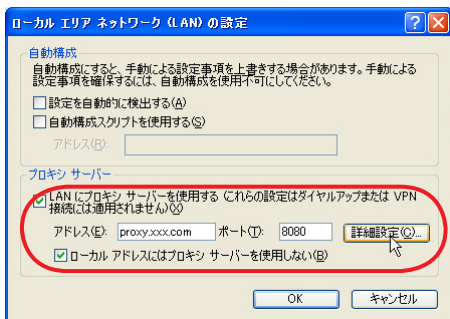 ローカル エリア ネットワーク (LAN) の設定
自動構成
自動構成にすると、手動による設定事項を上書きする場合があります。手動による
設定事項を確保するには、自動構成を使用不可にしてください。
設定を自動的に検出する(A)
自動構成スクリプトを使用する(S)
アドレス(R):
プロキシ サーバー
LAN にプロキシ サーバーを使用する (これらの設定はダイヤルアップまたは VPN
接続には適用されません)(X)
アドレス(E): proxy.xxx.com ポート(T): 8080 詳細設定(C)...
ローカル アドレスにはプロキシ サーバーを使用しない(B)
OK キャンセル